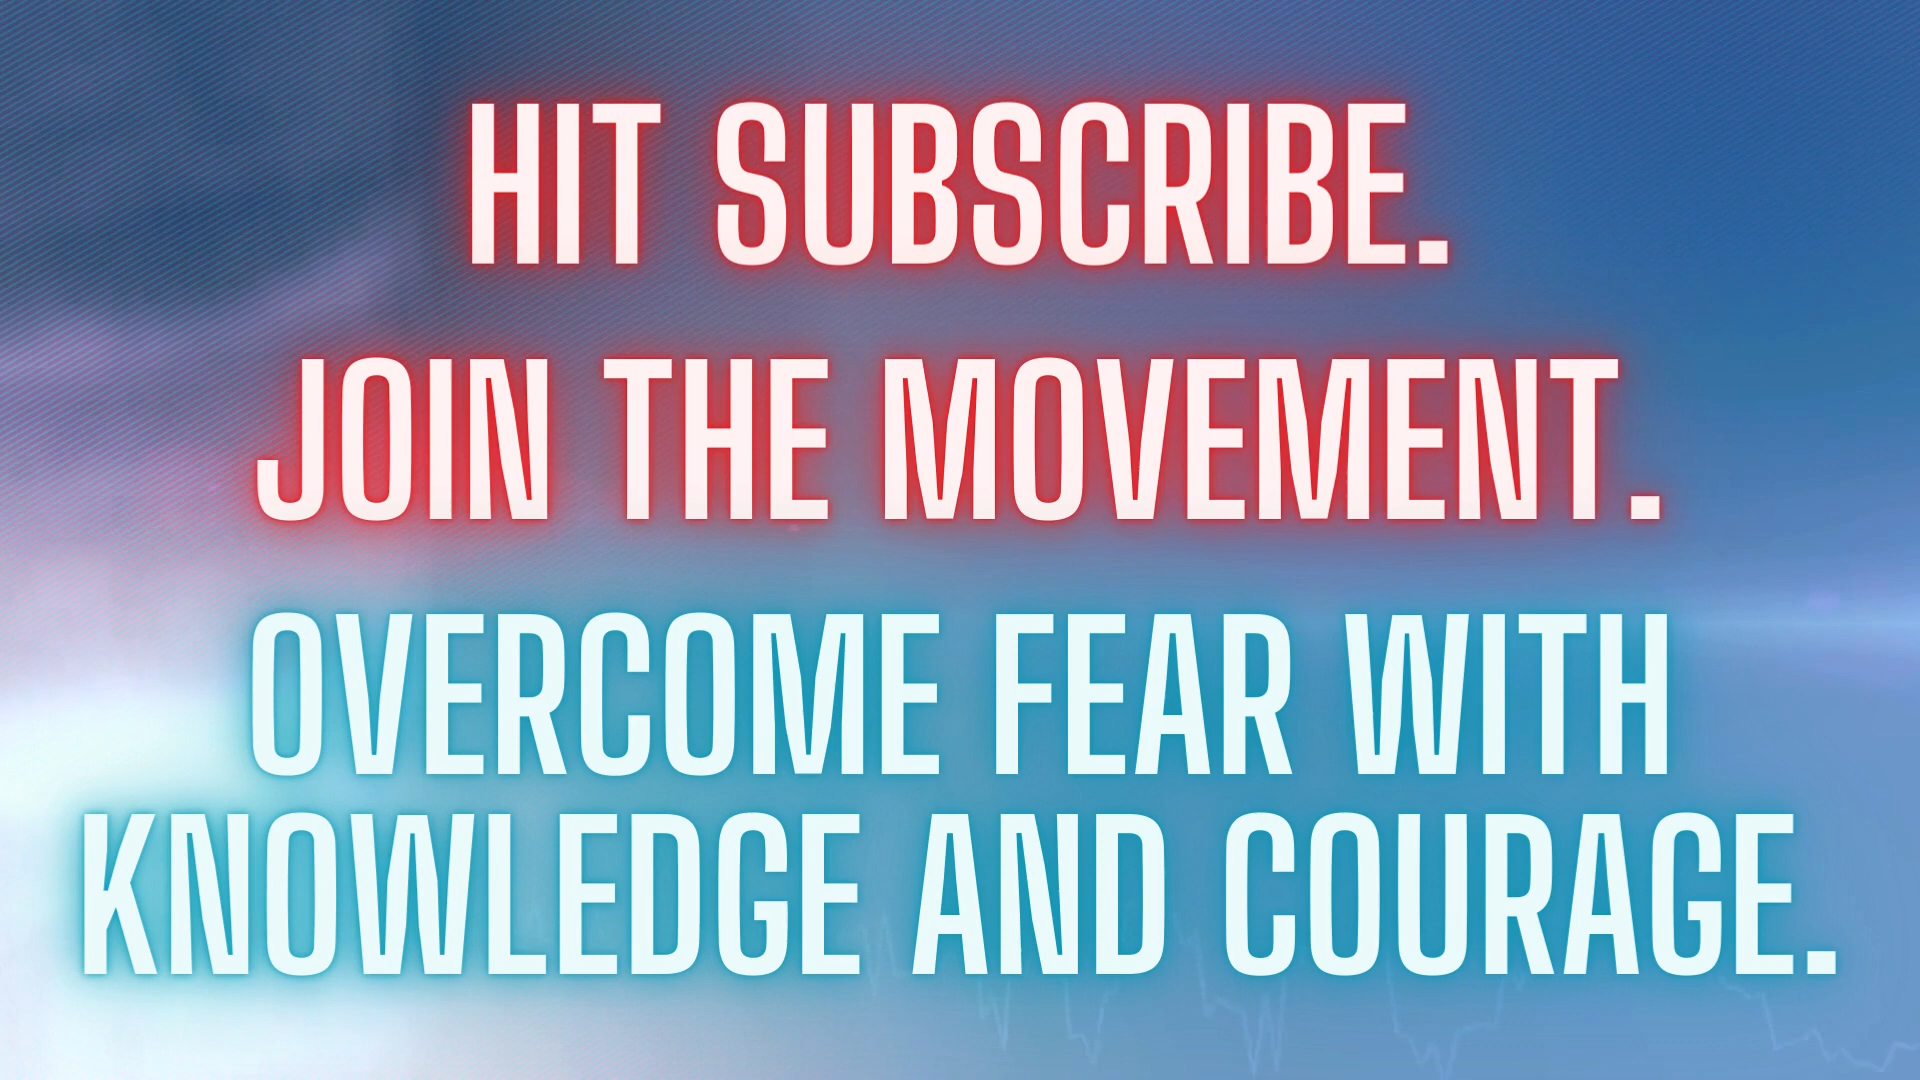 HIT SUBSCRIBE.
JOIN THE MOVEMENT.
OVERCOME FEAR WITH
KNOWLEDGE AND COURAGE.